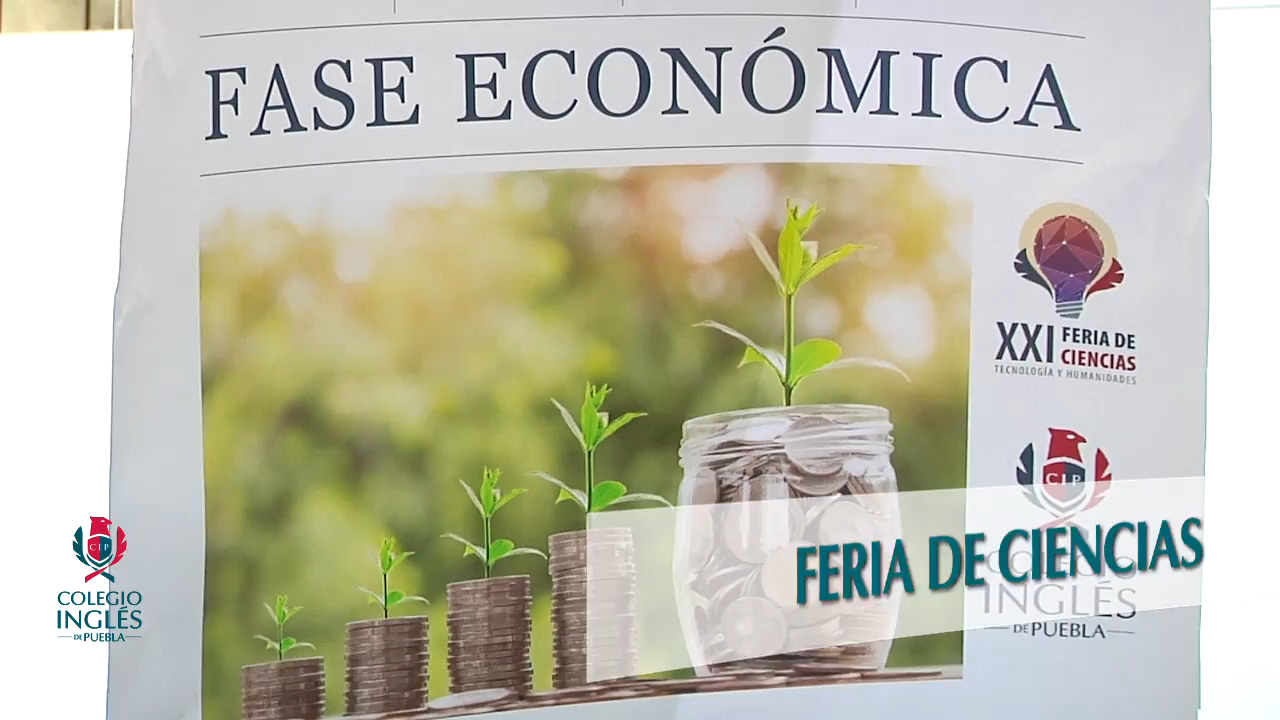 FASE ECONÓMICA
XXI FERIA DE
CIENCIAS
TECNOLOGÍA Y HUMANIDADES
CIP
FERIA DE CIENCIAS
INGLÉS
DE PUEBLA
CIP
COLEGIO
INGLÉS
DE PUEBLA